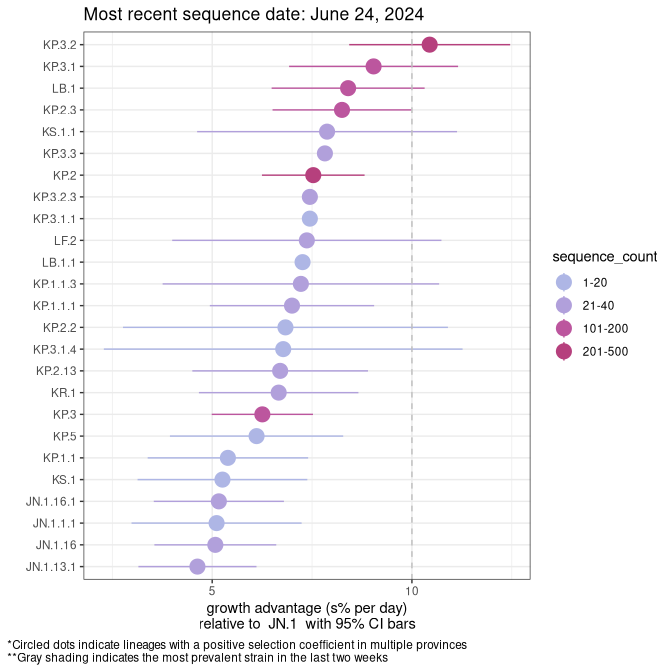 Most recent sequence date: June 24, 2024
KP.3.2
KP.3.1
LB.1
KP.2.3
KS.1.1
KP.3.3
KP.2
KP.3.2.3
KP.3.1.1
LF.2
LB.1.1
KP.1.1.3
KP.1.1.1
KP.2.2
KP.3.1.4
KP.2.13
KR.1
KP.3
KP.5
KP.1.1
KS.1
JN.1.16.1
JN.1.1.1
JN.1.16
JN.1.13.1
5 10
growth advantage (s% per day)
relative to JN.1 with 95% CI bars
sequence_count
1-20
21-40
101-200
201-500
*Circled dots indicate lineages with a positive selection coefficient in multiple provinces
**Gray shading indicates the most prevalent strain in the last two weeks